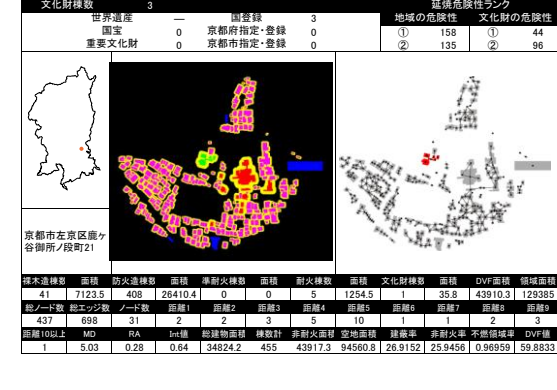 文化財棟数 3 延焼危険性ランク
世界遺産 ― 国登録 3 地域の危険性 文化財の危険性
国宝 0 京都府指定・登録 0 ① 158 ① 44
重要文化財 0 京都市指定・登録 0 ② 135 ② 96
京都市左京区鹿ヶ
谷御所ノ段町21
裸木造棟数 面積 防火造棟数 面積 準耐火棟数 面積 耐火棟数 面積 文化財棟数 面積 DVF面積 領域面積
41 7123.5 408 26410.4 0 0 5 1254.5 1 35.8 43910.3 129385
総ノード数 総エッジ数 ノード数 距離1 距離2 距離3 距離4 距離5 距離6 距離7 距離8 距離9
437 698 31 2 2 5 5 10 1 1 2 3
距離10以上 MD RA Int値 総建物面積 棟数計 非耐火面積 空地面積 建蔽率 非耐火率 不燃領域率 DVF値
1 5.03 0.28 0.64 34824.2 455 43917.3 94560.8 26.9152 25.9456 0.96959 59.8833